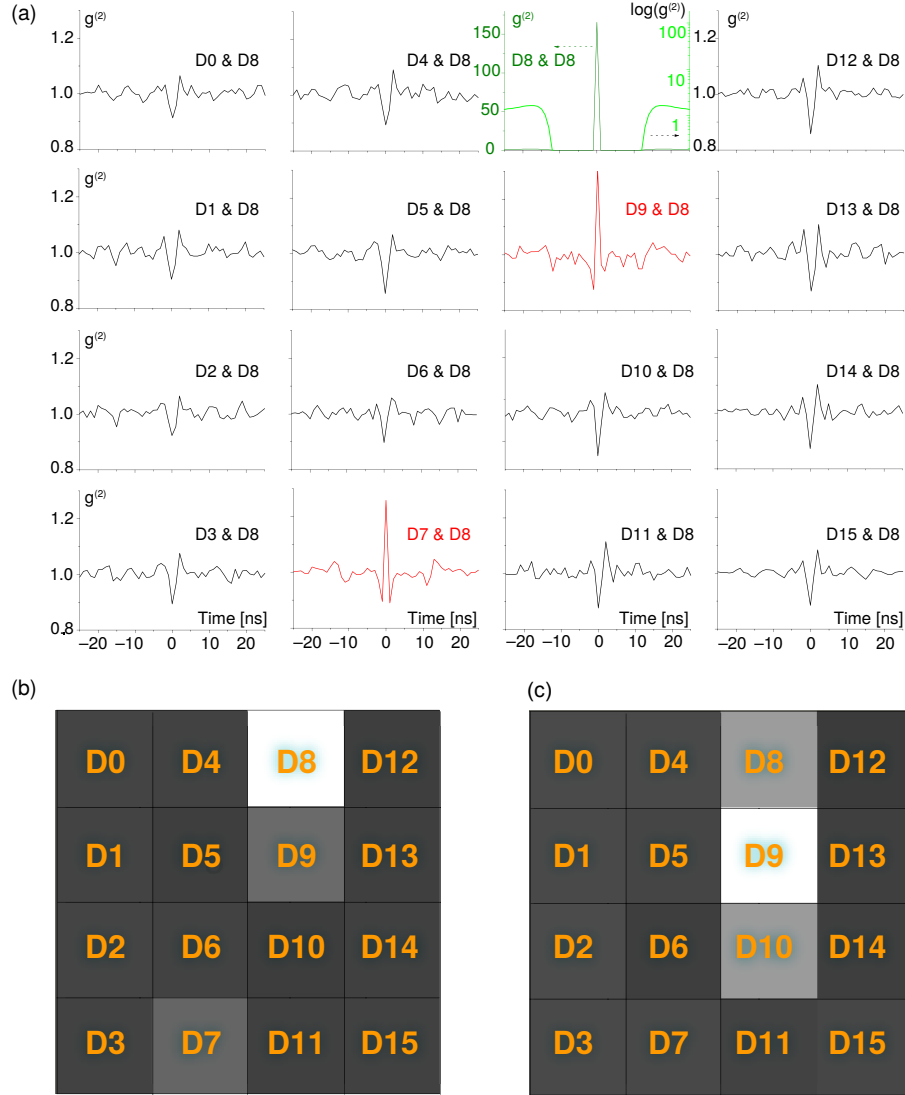 (a)
g(2)
1.2
1.0
0.8
D0 & D8
D4 & D8
150
100
50
0
g(2)
D8 & D8
log(g(2))
100
10
1
1.2
1.0
0.8
g(2)
D12 & D8
g(2)
1.2
1.0
0.8
D1 & D8
D5 & D8
D9 & D8
D13 & D8
g(2)
1.2
1.0
0.8
D2 & D8
D6 & D8
D10 & D8
D14 & D8
g(2)
1.2
1.0
0.8
D3 & D8
D7 & D8
D11 & D8
D15 & D8
Time [ns]
Time [ns]
Time [ns]
Time [ns]
−20 −10 0 10 20
−20 −10 0 10 20
−20 −10 0 10 20
−20 −10 0 10 20
(b)
D0 D4 D8 D12
D1 D5 D9 D13
D2 D6 D10 D14
D3 D7 D11 D15
(c)
D0 D4 D8 D12
D1 D5 D9 D13
D2 D6 D10 D14
D3 D7 D11 D15